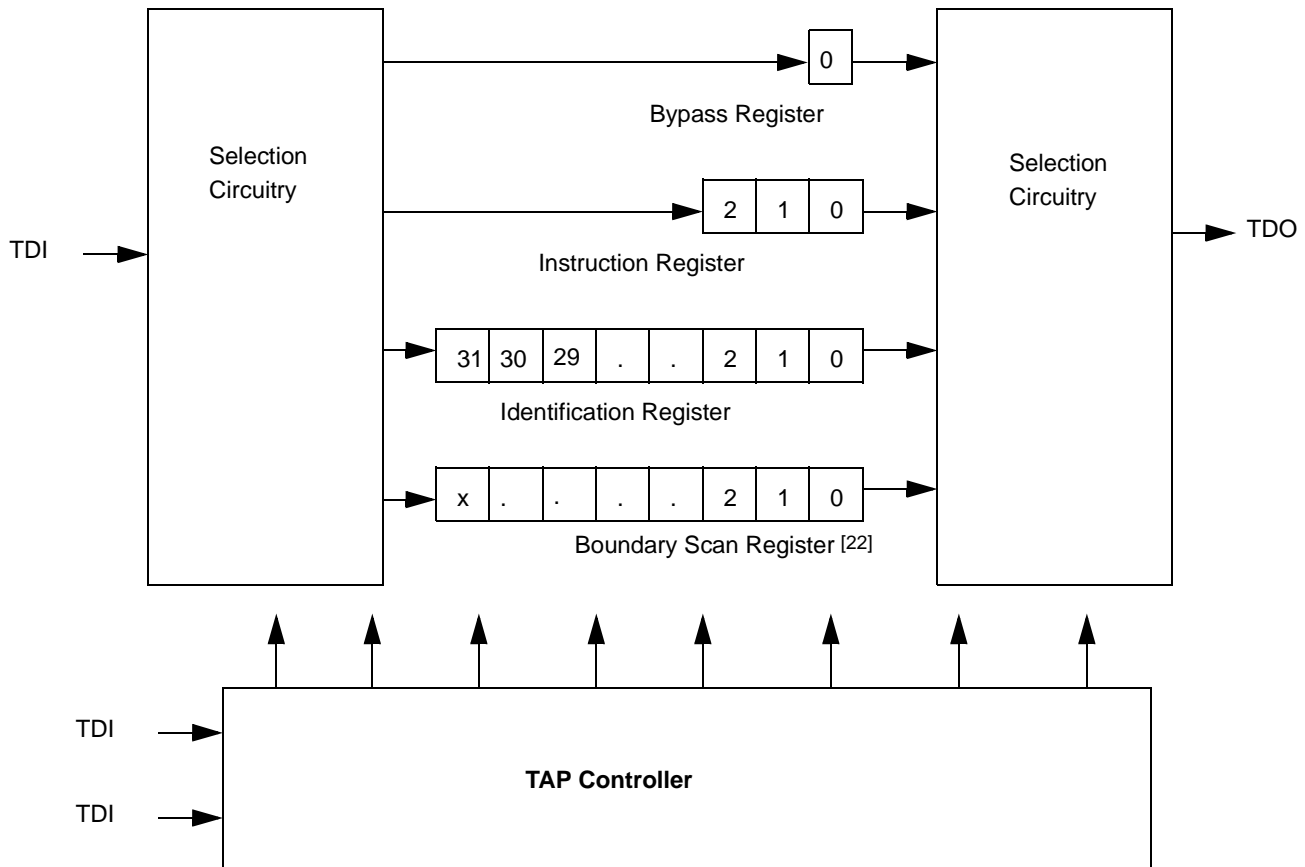 0
Bypass Register
Selection
Circuitry
Selection
Circuitry
2 1 0
TDI
TDO
Instruction Register
31 30 29 . . 2 1 0
Identification Register
x . . . . 2 1 0
Boundary Scan Register [22]
TDI
TAP Controller
TDI